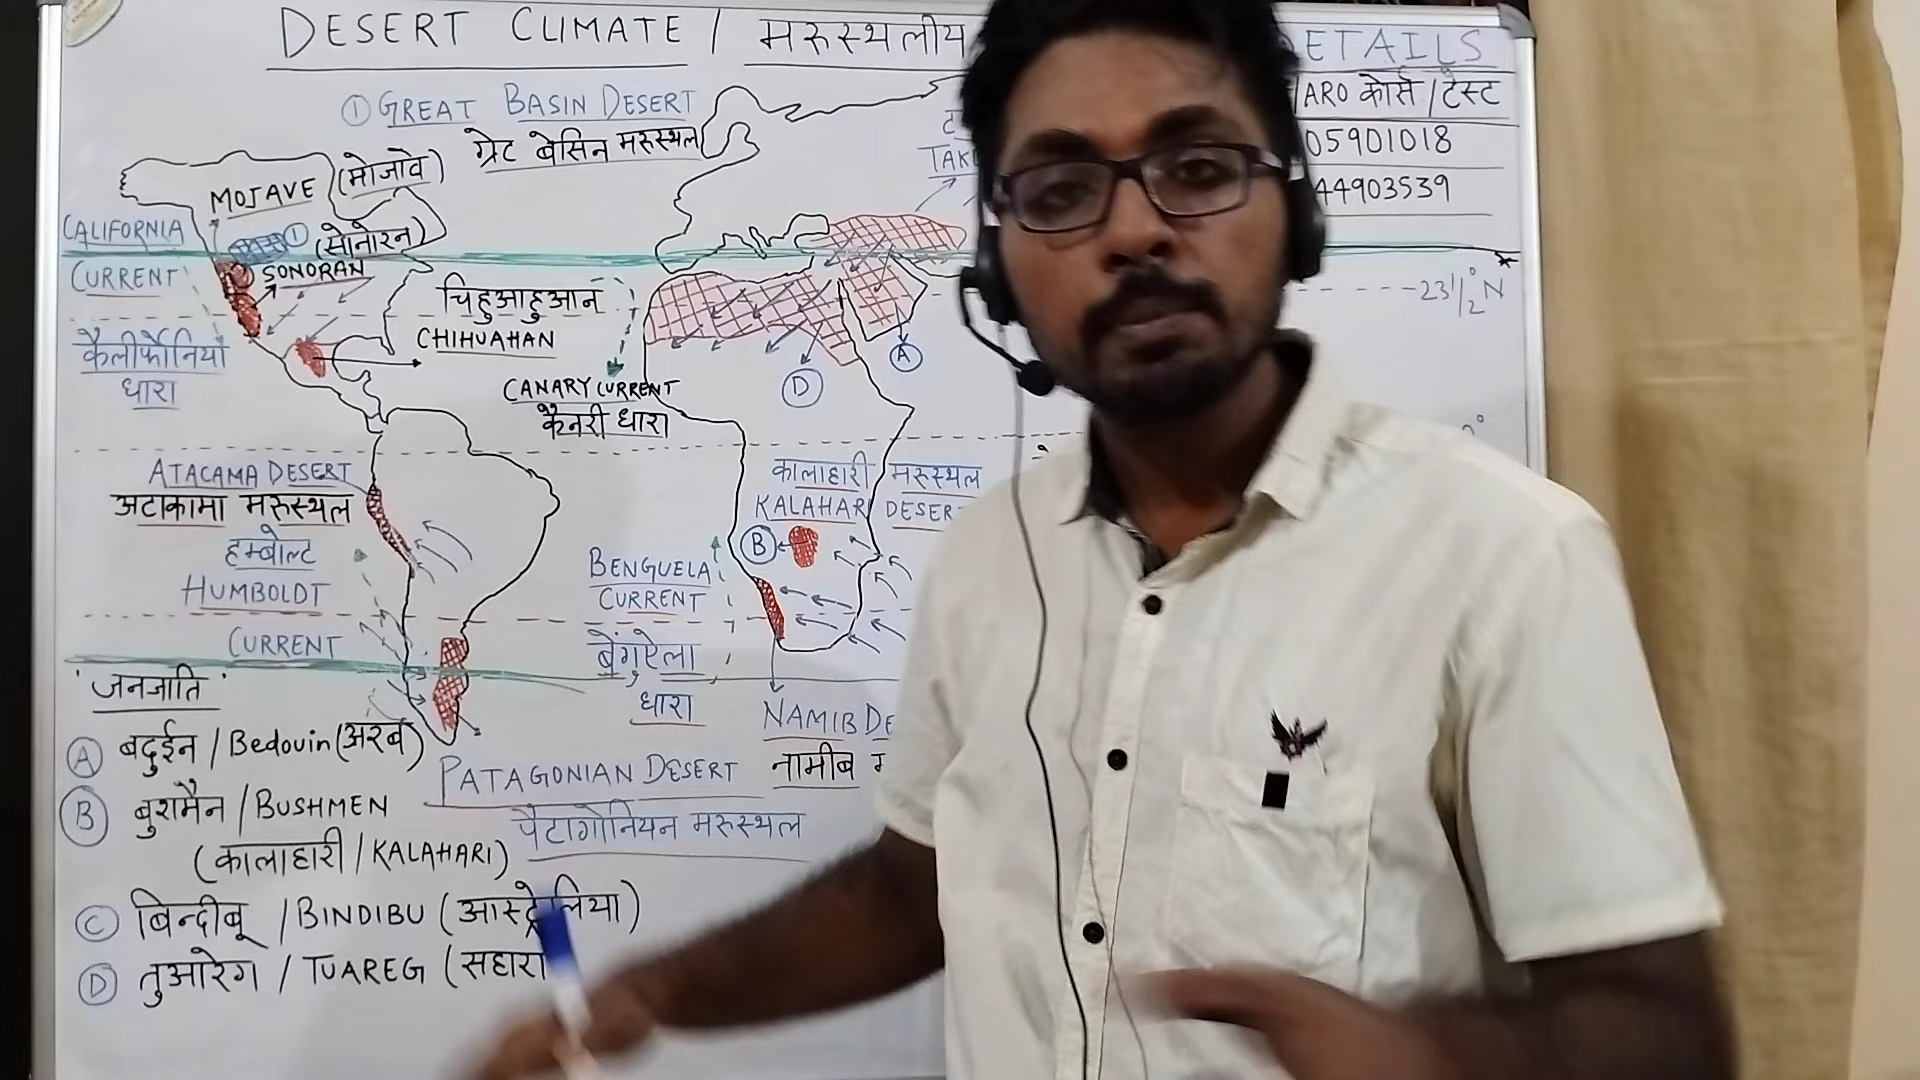 DESERT CLIMATE / मरुस्थलीय
ETAILS
① GREAT BASIN DESERT
ग्रेट बेसिन मरुस्थल
/ARO कोर्स/टेस्ट
05901018
44903539
TAK
MOJAVE (मोजावे)
CALIFORNIA
CURRENT
① (सोनोरन)
SONORAN
कैलीफोर्निया
धारा
चिहुआहुआन
CHIHUAHAN
CANARY CURRENT
कैनरी धारा
23 1/2° N
A
D
ATACAMA DESERT
अटाकामा मरुस्थल
हम्बोल्ट
HUMBOLDT
CURRENT
कालाहारी मरुस्थल
KALAHARI DESER
B
BENGUELA
CURRENT
बेंगुऐला
धारा
NAMIB DE
नामीब म
PATAGONIAN DESERT
पैटागोनियन मरुस्थल
'जनजाति'
A बदुईन / Bedouin (अरब)
B बुशमैन / BUSHMEN
(कालाहारी / KALAHARI)
C बिन्दीबू / BINDIBU (आस्ट्रेलिया)
D तुआरेग / TUAREG (सहारा